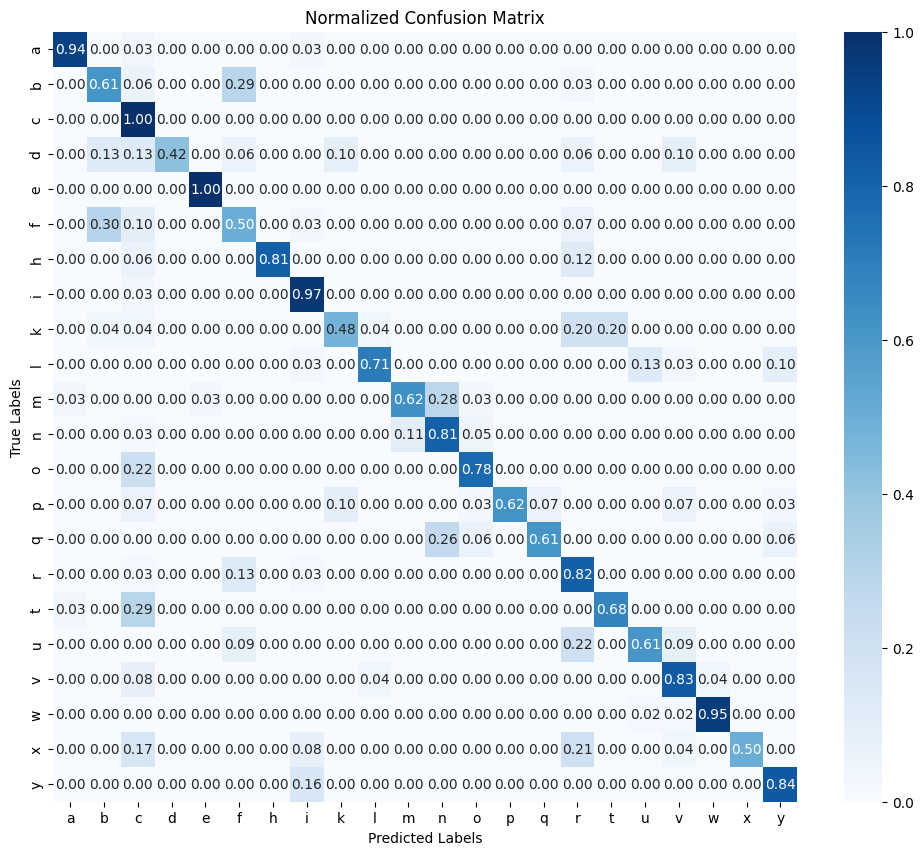 Normalized Confusion Matrix
a 0.94 0.00 0.03 0.00 0.00 0.00 0.00 0.03 0.00 0.00 0.00 0.00 0.00 0.00 0.00 0.00 0.00 0.00 0.00 0.00 0.00 0.00
b 0.00 0.61 0.06 0.00 0.00 0.29 0.00 0.00 0.00 0.00 0.00 0.00 0.00 0.00 0.00 0.03 0.00 0.00 0.00 0.00 0.00 0.00
c 0.00 0.00 1.00 0.00 0.00 0.00 0.00 0.00 0.00 0.00 0.00 0.00 0.00 0.00 0.00 0.00 0.00 0.00 0.00 0.00 0.00 0.00
d 0.00 0.13 0.13 0.42 0.00 0.06 0.00 0.00 0.10 0.00 0.00 0.00 0.00 0.00 0.00 0.06 0.00 0.00 0.10 0.00 0.00 0.00
e 0.00 0.00 0.00 0.00 1.00 0.00 0.00 0.00 0.00 0.00 0.00 0.00 0.00 0.00 0.00 0.00 0.00 0.00 0.00 0.00 0.00 0.00
f 0.00 0.30 0.10 0.00 0.00 0.50 0.00 0.03 0.00 0.00 0.00 0.00 0.00 0.00 0.00 0.07 0.00 0.00 0.00 0.00 0.00 0.00
h 0.00 0.00 0.06 0.00 0.00 0.00 0.81 0.00 0.00 0.00 0.00 0.00 0.00 0.00 0.00 0.12 0.00 0.00 0.00 0.00 0.00 0.00
i 0.00 0.00 0.03 0.00 0.00 0.00 0.00 0.97 0.00 0.00 0.00 0.00 0.00 0.00 0.00 0.00 0.00 0.00 0.00 0.00 0.00 0.00
k 0.00 0.04 0.04 0.00 0.00 0.00 0.00 0.00 0.48 0.04 0.00 0.00 0.00 0.00 0.00 0.20 0.20 0.00 0.00 0.00 0.00 0.00
l 0.00 0.00 0.00 0.00 0.00 0.00 0.00 0.03 0.00 0.71 0.00 0.00 0.00 0.00 0.00 0.00 0.00 0.13 0.03 0.00 0.00 0.10
m 0.03 0.00 0.00 0.00 0.03 0.00 0.00 0.00 0.00 0.00 0.62 0.28 0.03 0.00 0.00 0.00 0.00 0.00 0.00 0.00 0.00 0.00
n 0.00 0.00 0.03 0.00 0.00 0.00 0.00 0.00 0.00 0.00 0.11 0.81 0.05 0.00 0.00 0.00 0.00 0.00 0.00 0.00 0.00 0.00
o 0.00 0.00 0.22 0.00 0.00 0.00 0.00 0.00 0.00 0.00 0.00 0.00 0.78 0.00 0.00 0.00 0.00 0.00 0.00 0.00 0.00 0.00
p 0.00 0.00 0.07 0.00 0.00 0.00 0.00 0.00 0.10 0.00 0.00 0.00 0.03 0.62 0.07 0.00 0.00 0.00 0.07 0.00 0.00 0.03
q 0.00 0.00 0.00 0.00 0.00 0.00 0.00 0.00 0.00 0.00 0.00 0.26 0.06 0.00 0.61 0.00 0.00 0.00 0.00 0.00 0.00 0.06
r 0.00 0.00 0.03 0.00 0.00 0.13 0.00 0.03 0.00 0.00 0.00 0.00 0.00 0.00 0.00 0.82 0.00 0.00 0.00 0.00 0.00 0.00
t 0.03 0.00 0.29 0.00 0.00 0.00 0.00 0.00 0.00 0.00 0.00 0.00 0.00 0.00 0.00 0.00 0.68 0.00 0.00 0.00 0.00 0.00
u 0.00 0.00 0.00 0.00 0.00 0.09 0.00 0.00 0.00 0.00 0.00 0.00 0.00 0.00 0.00 0.22 0.00 0.61 0.09 0.00 0.00 0.00
v 0.00 0.00 0.08 0.00 0.00 0.00 0.00 0.00 0.00 0.04 0.00 0.00 0.00 0.00 0.00 0.00 0.00 0.00 0.83 0.04 0.00 0.00
w 0.00 0.00 0.00 0.00 0.00 0.00 0.00 0.00 0.00 0.00 0.00 0.00 0.00 0.00 0.00 0.00 0.00 0.02 0.02 0.95 0.00 0.00
x 0.00 0.00 0.17 0.00 0.00 0.00 0.00 0.08 0.00 0.00 0.00 0.00 0.00 0.00 0.00 0.21 0.00 0.00 0.04 0.00 0.50 0.00
y 0.00 0.00 0.00 0.00 0.00 0.00 0.00 0.16 0.00 0.00 0.00 0.00 0.00 0.00 0.00 0.00 0.00 0.00 0.00 0.00 0.00 0.84
a b c d e f h i k l m n o p q r t u v w x y
Predicted Labels
True Labels
1.0
0.8
0.6
0.4
0.2
0.0